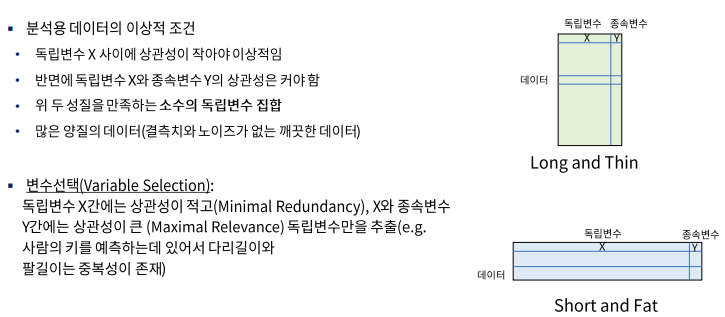 ▪ 분석용 데이터의 이상적 조건
• 독립변수 X 사이에 상관성이 작아야 이상적임
• 반면에 독립변수 X와 종속변수 Y의 상관성은 커야 함
• 위 두 성질을 만족하는 소수의 독립변수 집합
• 많은 양질의 데이터(결측치와 노이즈가 없는 깨끗한 데이터)
▪ 변수선택(Variable Selection):
독립변수 X간에는 상관성이 적고(Minimal Redundancy), X와 종속변수
Y간에는 상관성이 큰 (Maximal Relevance) 독립변수만을 추출(e.g.
사람의 키를 예측하는데 있어서 다리길이와
팔길이는 중복성이 존재)
독립변수 종속변수
X Y
데이터
Long and Thin
독립변수 종속변수
X Y
데이터
Short and Fat